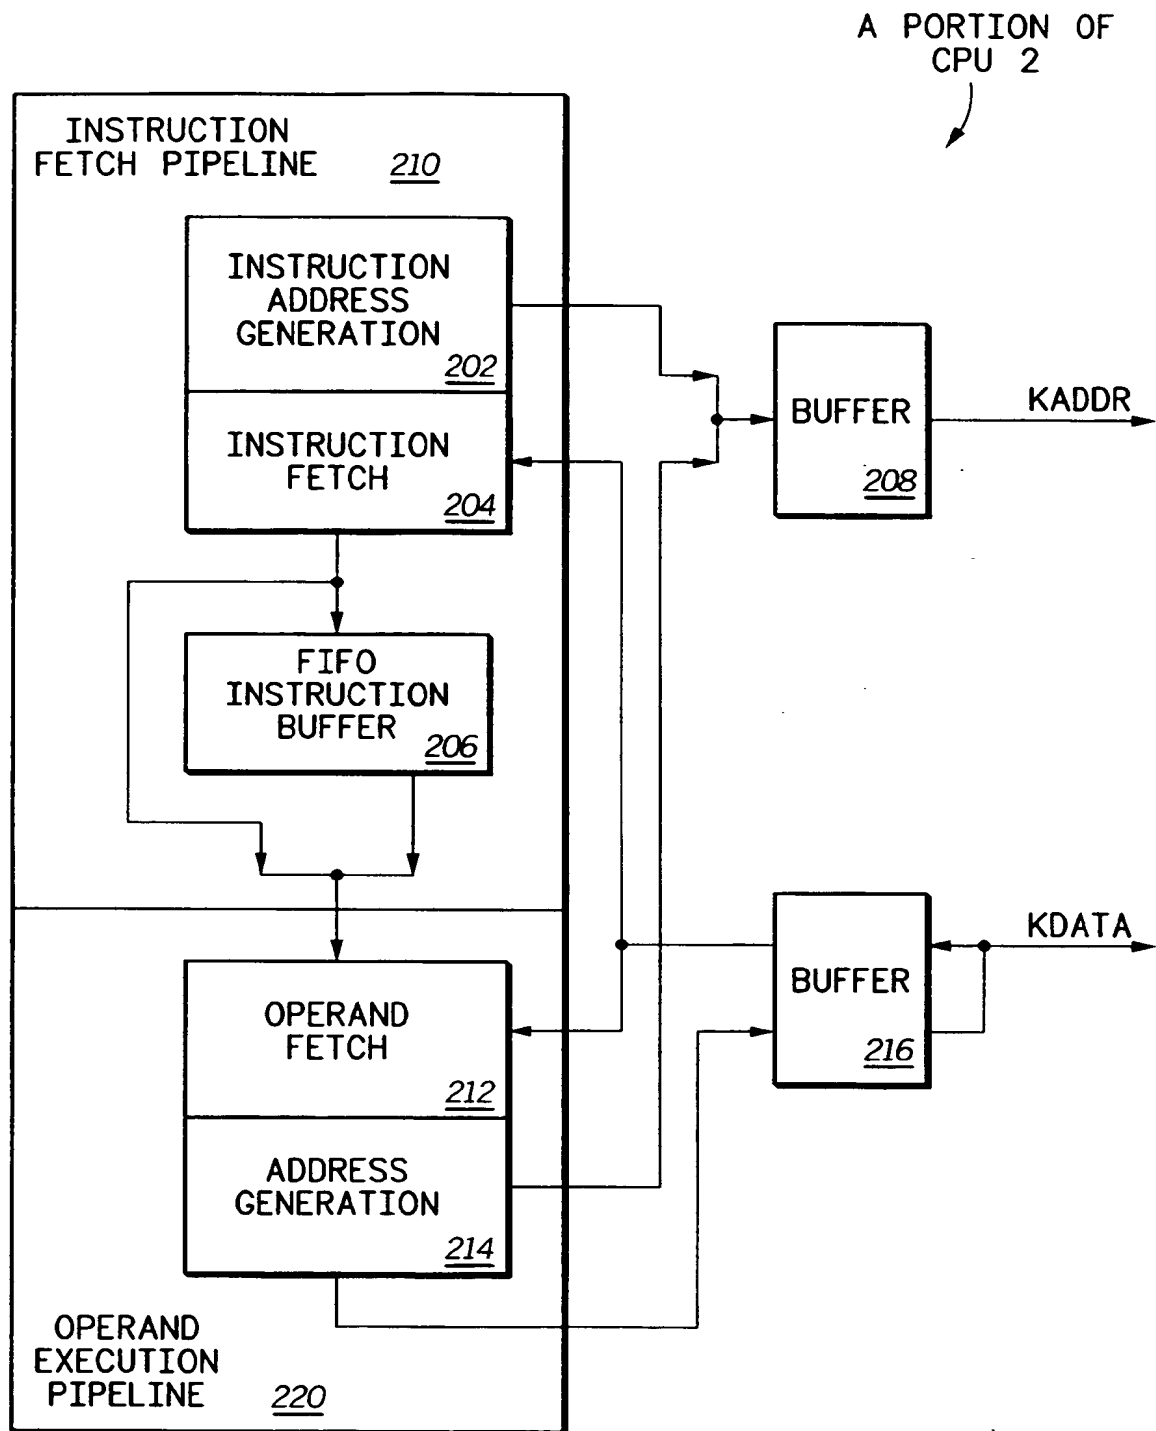 A PORTION OF
CPU 2
INSTRUCTION
FETCH PIPELINE
210
INSTRUCTION
ADDRESS
GENERATION
202
INSTRUCTION
FETCH
204
BUFFER
208
KADDR
FIFO
INSTRUCTION
BUFFER
206
OPERAND
FETCH
212
ADDRESS
GENERATION
214
BUFFER
216
KDATA
OPERAND
EXECUTION
PIPELINE
220